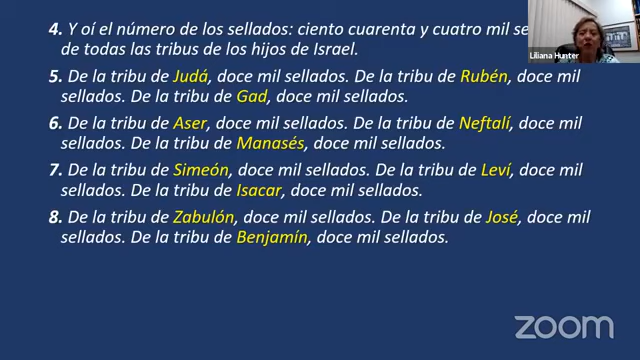 4. Y oí el número de los sellados: ciento cuarenta y cuatro mil se
de todas las tribus de los hijos de Israel.
5. De la tribu de Judá, doce mil sellados. De la tribu de Rubén, doce mil
sellados. De la tribu de Gad, doce mil sellados.
6. De la tribu de Aser, doce mil sellados. De la tribu de Neftalí, doce mil
sellados. De la tribu de Manasés, doce mil sellados.
7. De la tribu de Simeón, doce mil sellados. De la tribu de Leví, doce mil
sellados. De la tribu de Isacar, doce mil sellados.
8. De la tribu de Zabulón, doce mil sellados. De la tribu de José, doce mil
sellados. De la tribu de Benjamín, doce mil sellados.
Liliana Hunter
zoom